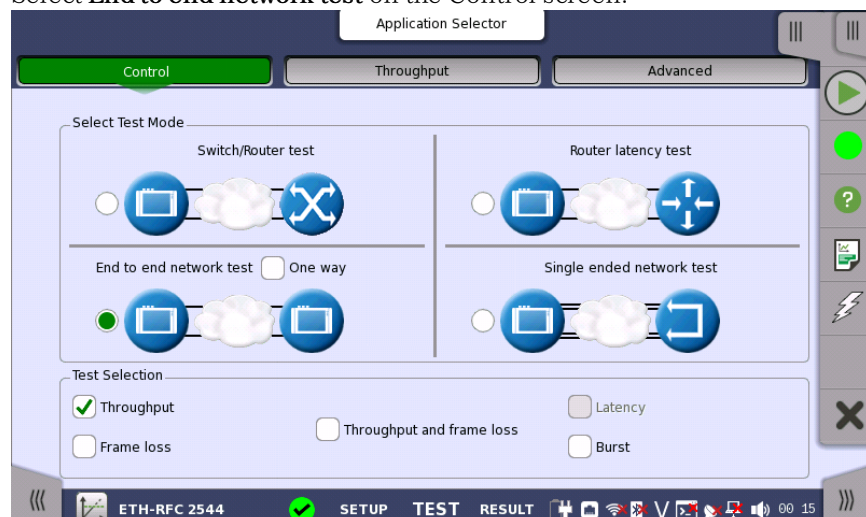 Select End to end network test on the Control screen.
Application Selector
Control Throughput Advanced
Select Test Mode
Switch/Router test Router latency test
End to end network test One way Single ended network test
Test Selection
Throughput Latency
Throughput and frame loss
Frame loss Burst
ETH-RFC 2544 SETUP TEST RESULT 00 15